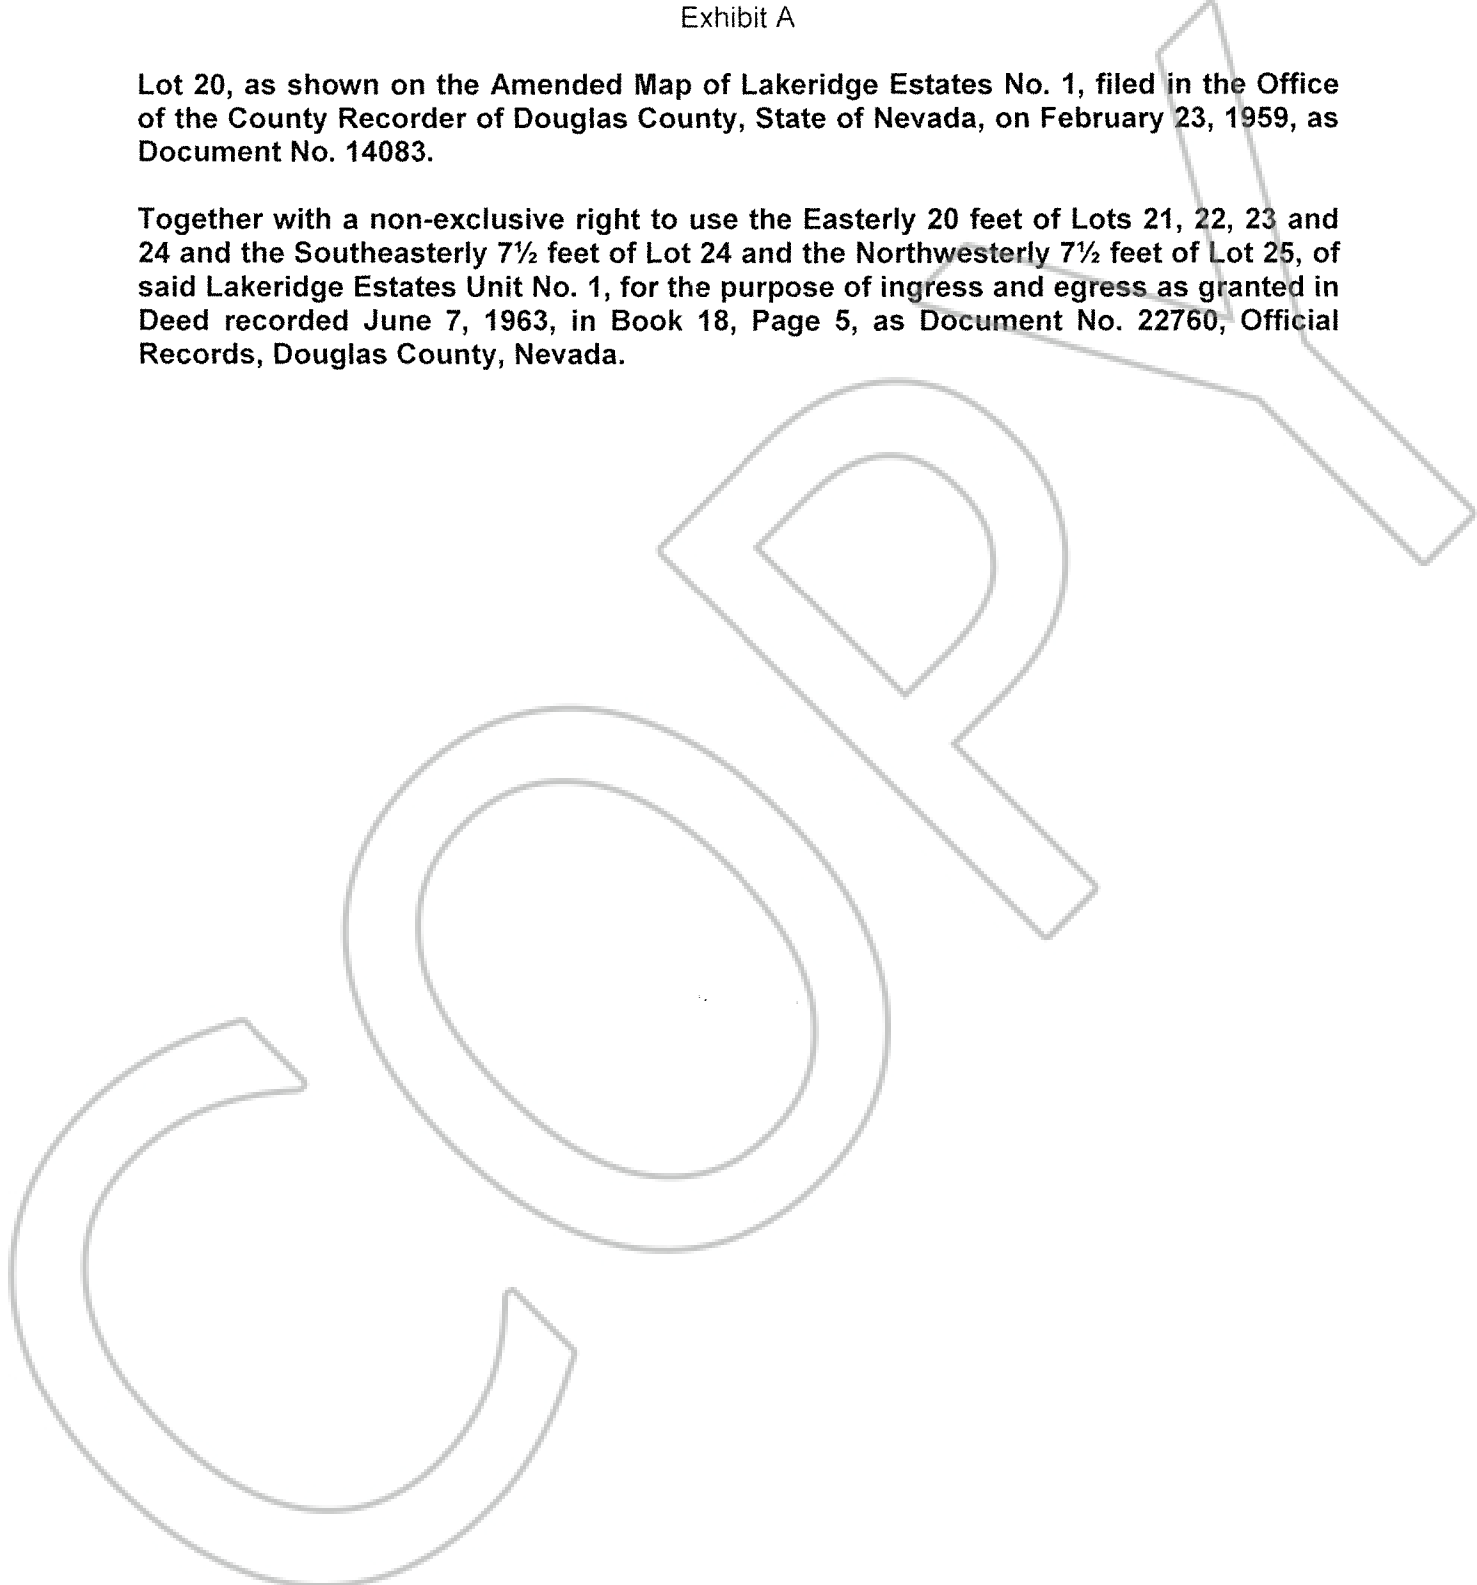 Exhibit A
Lot 20, as shown on the Amended Map of Lakeridge Estates No. 1, filed in the Office
of the County Recorder of Douglas County, State of Nevada, on February 23, 1959, as
Document No. 14083.
Together with a non-exclusive right to use the Easterly 20 feet of Lots 21, 22, 23 and
24 and the Southeasterly 7½ feet of Lot 24 and the Northwesterly 7½ feet of Lot 25, of
said Lakeridge Estates Unit No. 1, for the purpose of ingress and egress as granted in
Deed recorded June 7, 1963, in Book 18, Page 5, as Document No. 22760, Official
Records, Douglas County, Nevada.
COPY